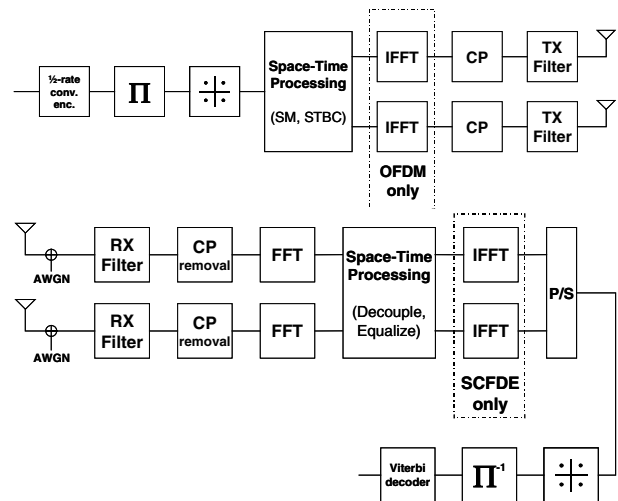 ½-rate
conv.
enc.
Π
Space-Time
Processing
(SM, STBC)
IFFT
CP
TX
Filter
IFFT
CP
TX
Filter
OFDM
only
AWGN
RX
Filter
CP
removal
FFT
Space-Time
Processing
(Decouple,
Equalize)
IFFT
P/S
AWGN
RX
Filter
CP
removal
FFT
IFFT
SCFDE
only
Viterbi
decoder
Π⁻¹